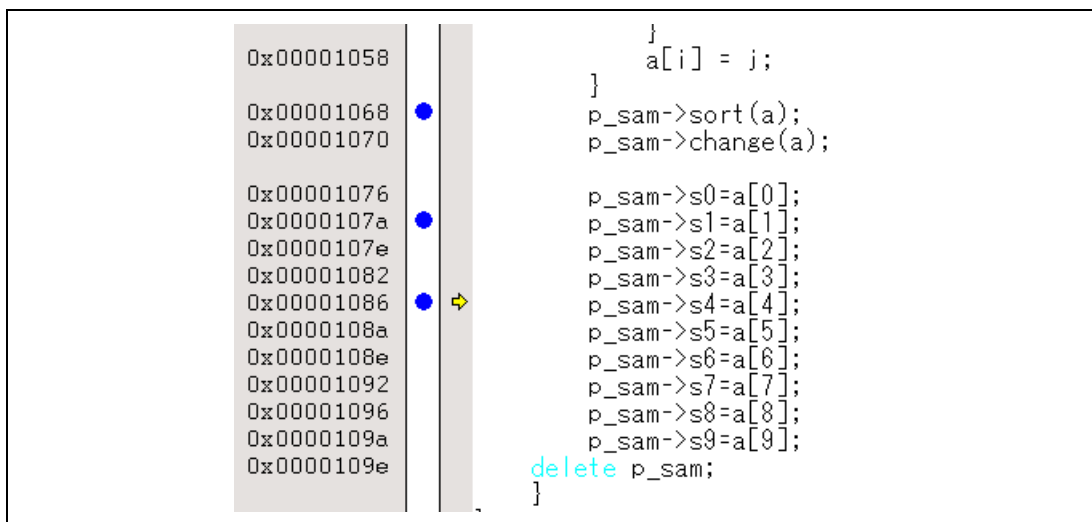 }
0x00001058 a[i] = j;
}
0x00001068 p_sam->sort(a);
0x00001070 p_sam->change(a);
0x00001076 p_sam->s0=a[0];
0x0000107a p_sam->s1=a[1];
0x0000107e p_sam->s2=a[2];
0x00001082 p_sam->s3=a[3];
0x00001086 p_sam->s4=a[4];
0x0000108a p_sam->s5=a[5];
0x0000108e p_sam->s6=a[6];
0x00001092 p_sam->s7=a[7];
0x00001096 p_sam->s8=a[8];
0x0000109a p_sam->s9=a[9];
0x0000109e delete p_sam;
}